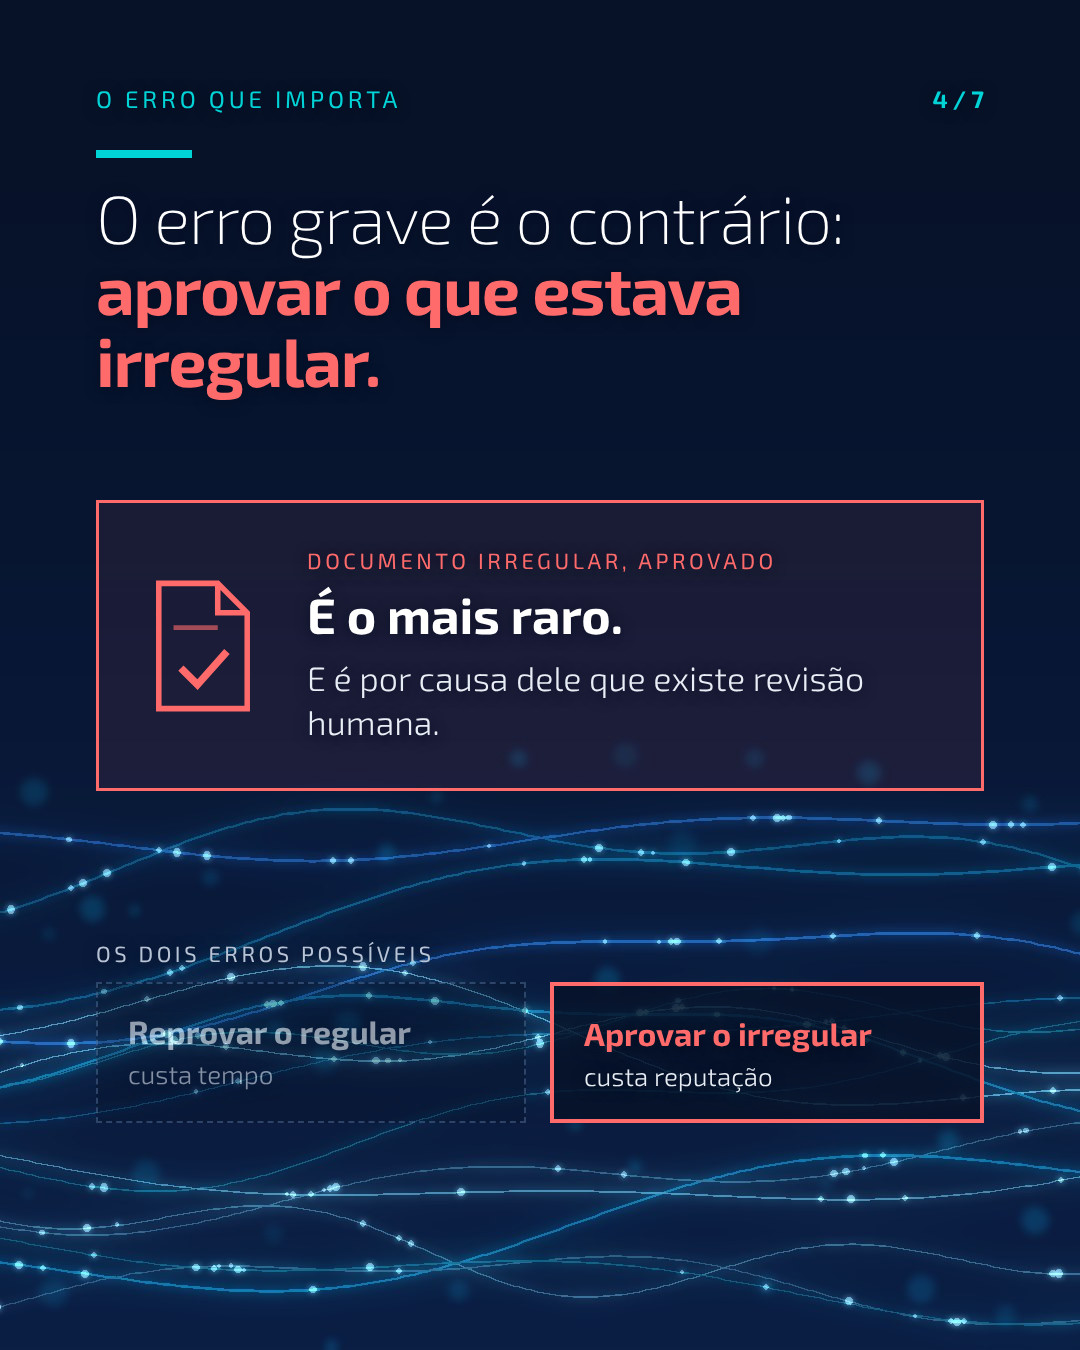 O ERRO QUE IMPORTA
4/7
O erro grave é o contrário:
aprovar o que estava
irregular.
DOCUMENTO IRREGULAR, APROVADO
É o mais raro.
E é por causa dele que existe revisão
humana.
OS DOIS ERROS POSSÍVEIS
Reprovar o regular
custa tempo
Aprovar o irregular
custa reputação